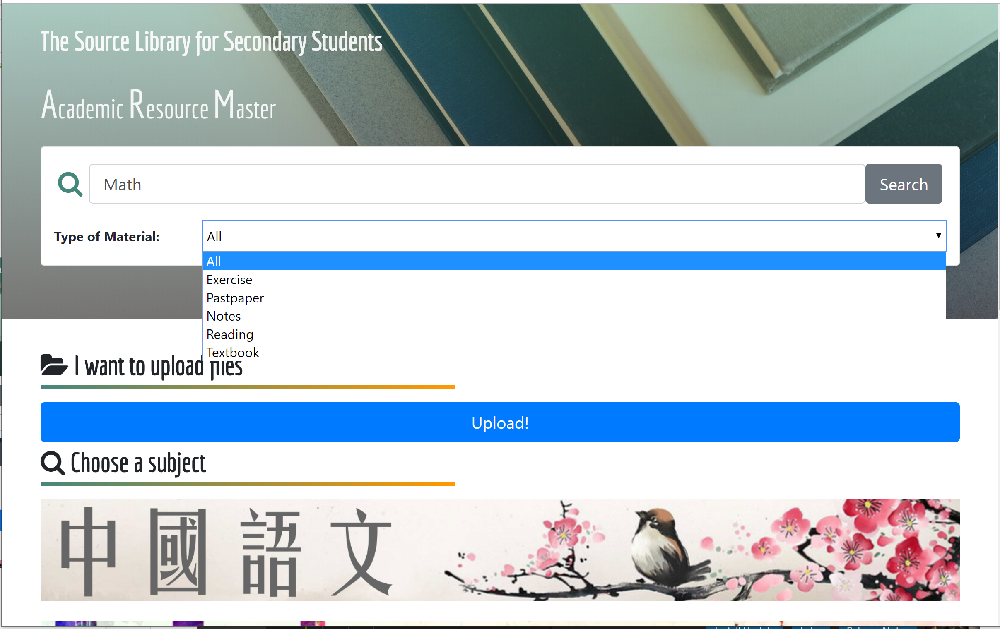 The Source Library for Secondary Students
Academic Resource Master
Math
Search
Type of Material:
All
All
Exercise
Pastpaper
Notes
Reading
Textbook
I want to upload files
Upload!
Choose a subject
中國語文